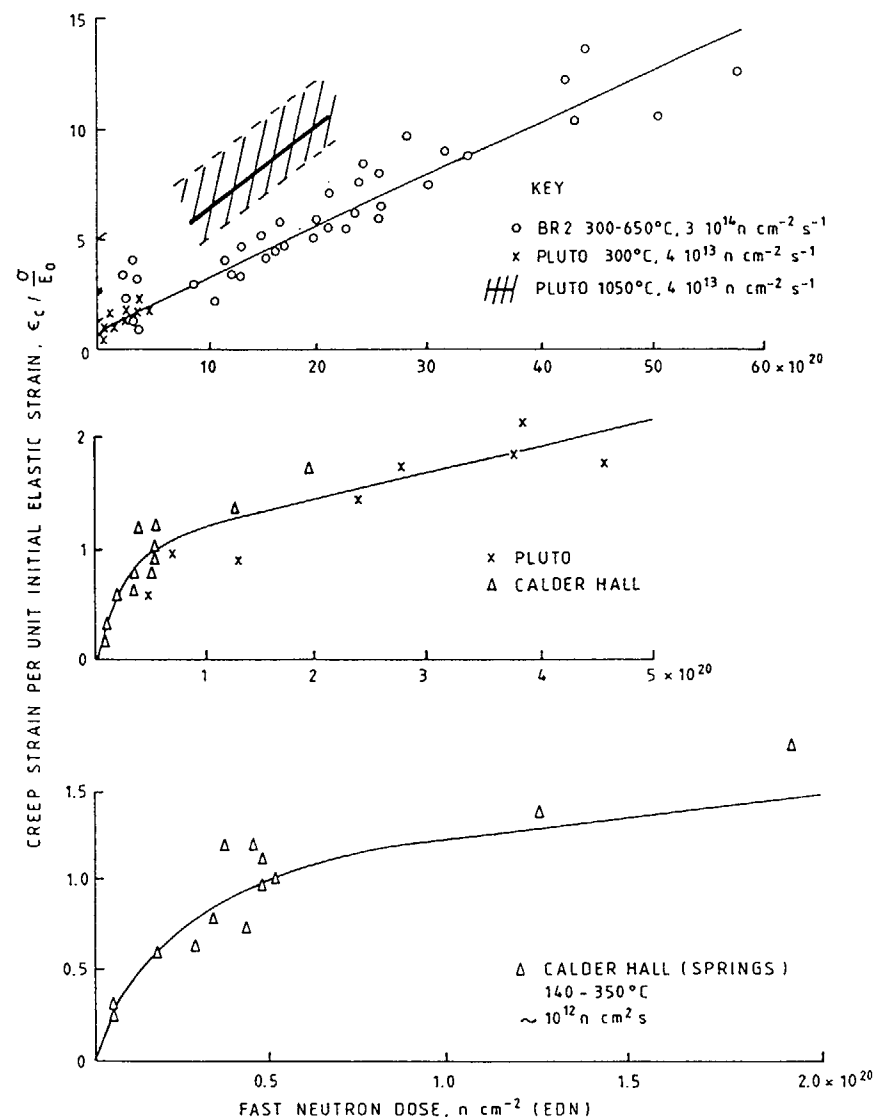 CREEP STRAIN PER UNIT INITIAL ELASTIC STRAIN, ϵc / σ/E0
15
10
5
0
KEY
o BR2 300-650°C, 3 10¹⁴n cm⁻² s⁻¹
x PLUTO 300°C, 4 10¹³ n cm⁻² s⁻¹
PLUTO 1050°C, 4 10¹³ n cm⁻² s⁻¹
10 20 30 40 50 60 × 10²⁰
2
1
0
x PLUTO
Δ CALDER HALL
1 2 3 4 5 × 10²⁰
1.5
1.0
0.5
0
Δ CALDER HALL (SPRINGS)
140 - 350°C
~ 10¹² n cm² s
0.5 1.0 1.5 2.0 × 10²⁰
FAST NEUTRON DOSE, n cm⁻² (EDN)